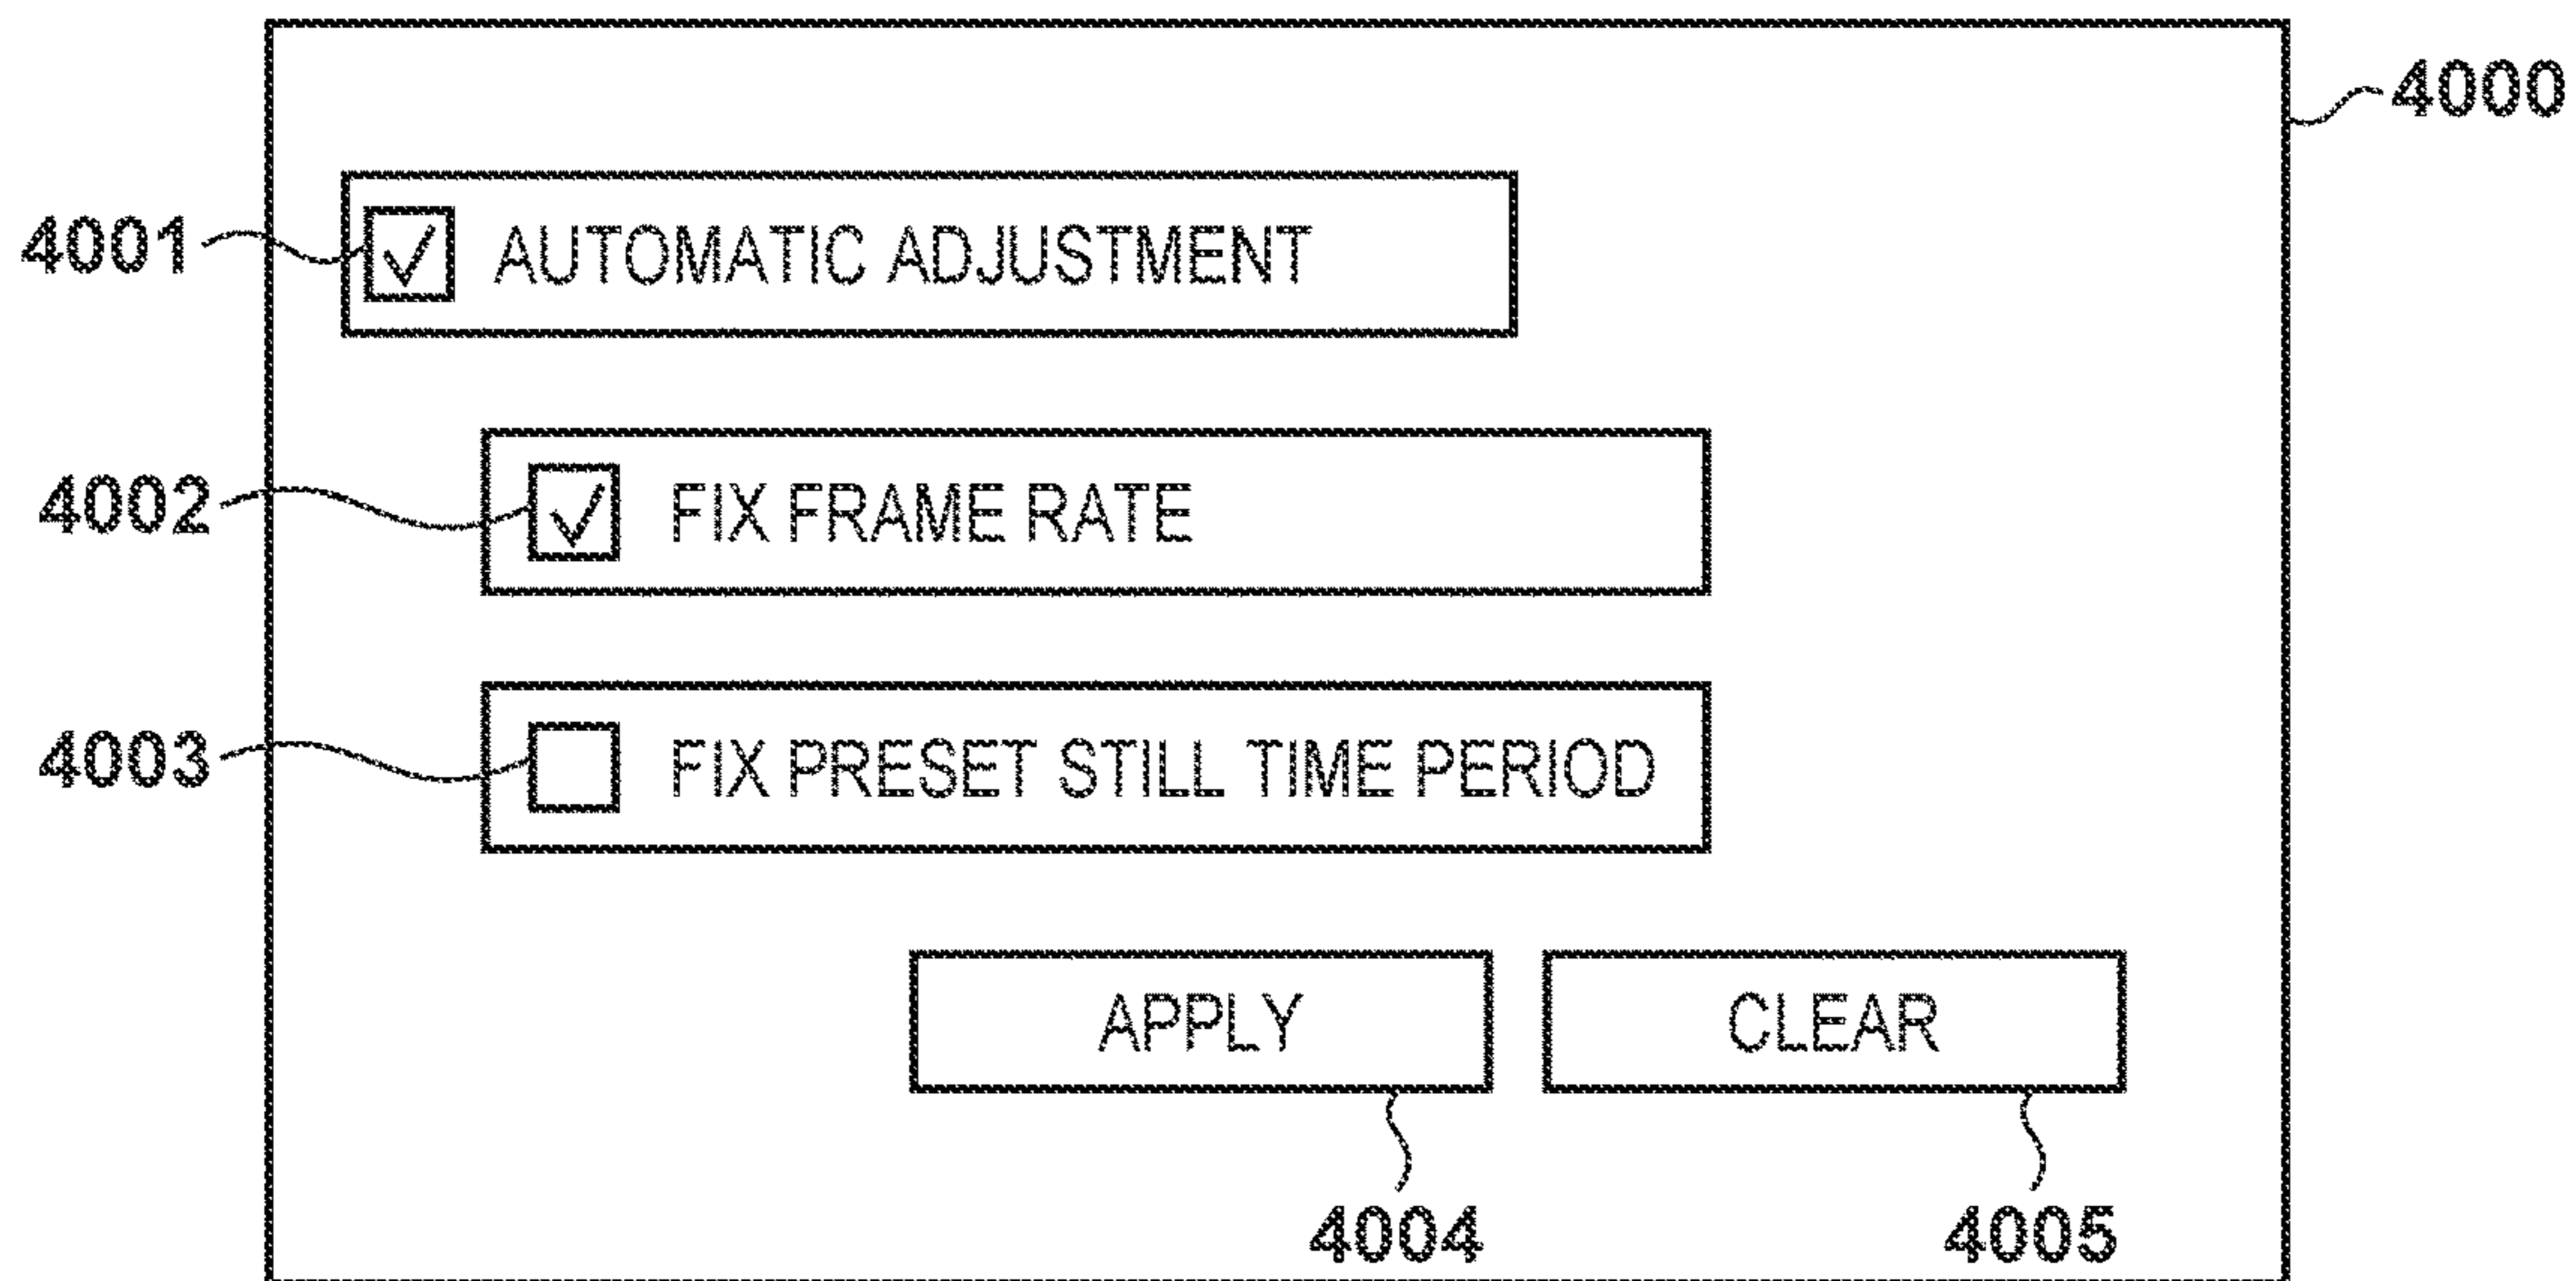 4000
4001 AUTOMATIC ADJUSTMENT
4002 FIX FRAME RATE
4003 FIX PRESET STILL TIME PERIOD
APPLY CLEAR
4004 4005